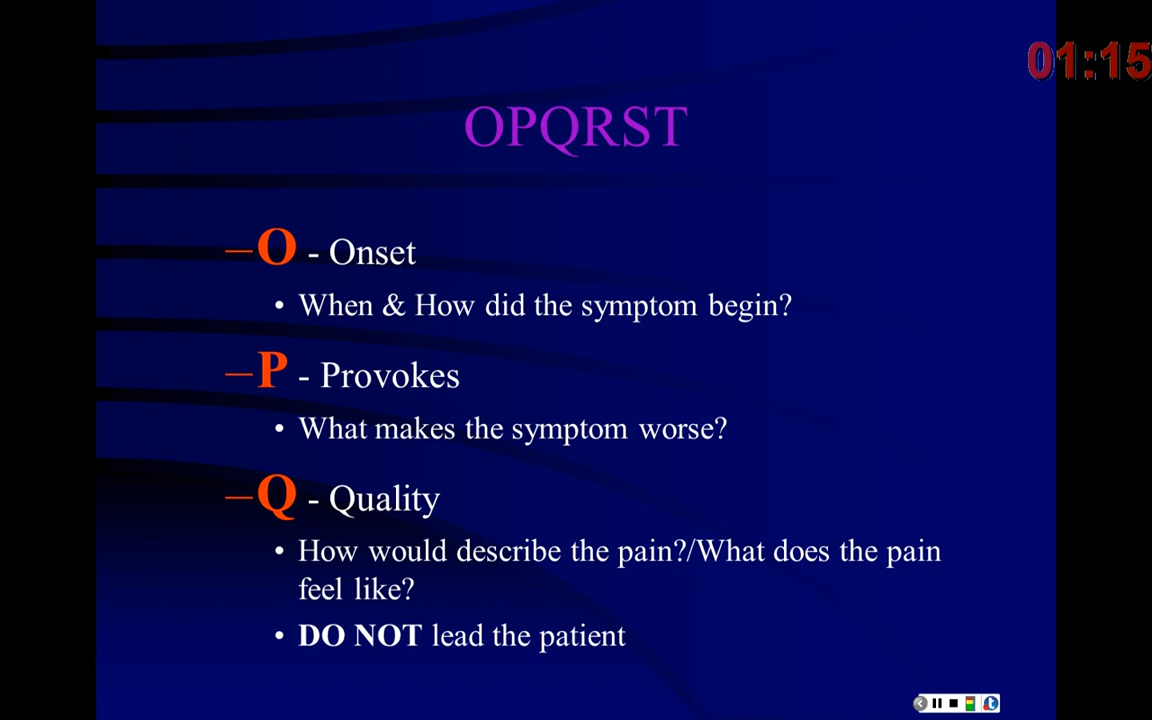 01:15
OPQRST
–O - Onset
• When & How did the symptom begin?
–P - Provokes
• What makes the symptom worse?
–Q - Quality
• How would describe the pain?/What does the pain
feel like?
• DO NOT lead the patient